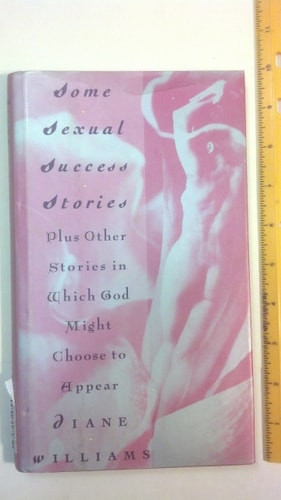 Some
Sexual
Success
Stories
Plus Other
Stories in
Which God
Might
Choose to
Appear
DIANE
WILLIAMS